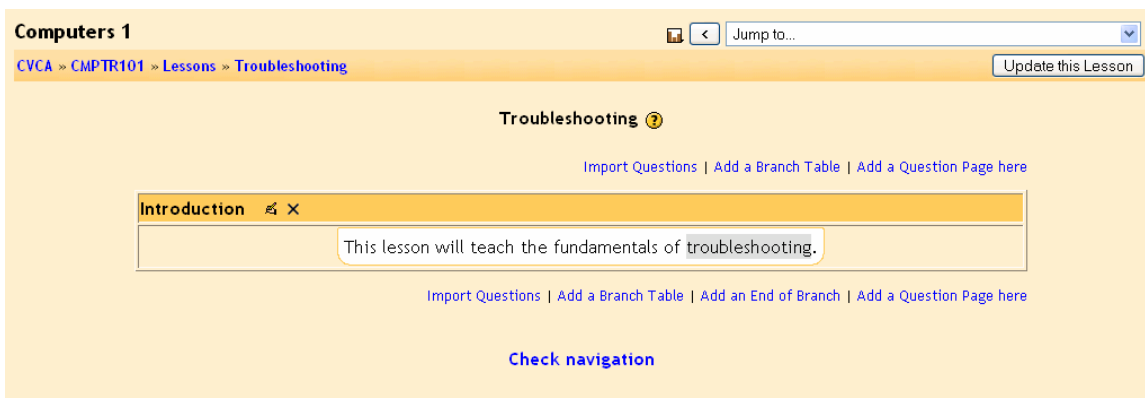 Computers 1
< Jump to...
CVCA » CMPTR101 » Lessons » Troubleshooting Update this Lesson
Troubleshooting ?
Import Questions | Add a Branch Table | Add a Question Page here
Introduction
This lesson will teach the fundamentals of troubleshooting.
Import Questions | Add a Branch Table | Add an End of Branch | Add a Question Page here
Check navigation